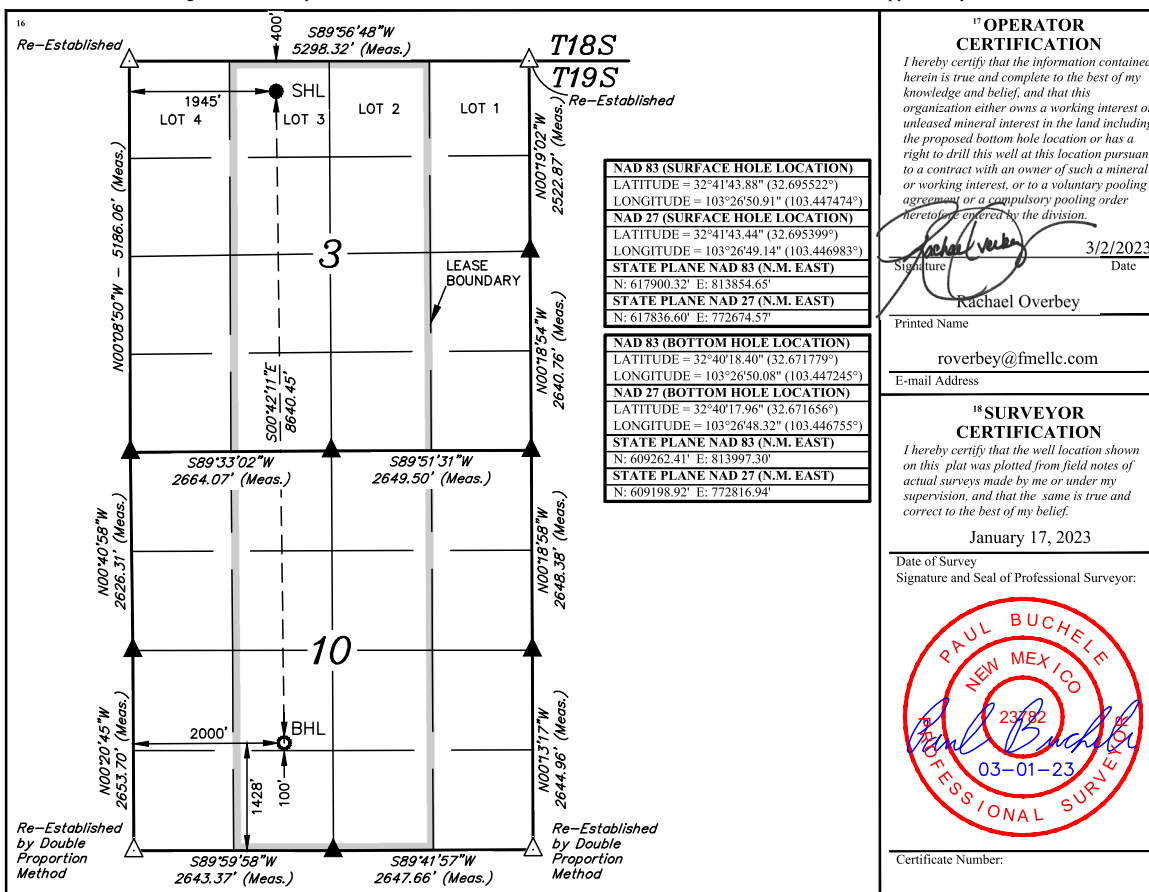 16
Re-Established
400'
S89°56'48"W
5298.32' (Meas.)
T18S
T19S
Re-Established
1945'
SHL
LOT 4
LOT 3
LOT 2
LOT 1
N00°08'50"W - 5186.06' (Meas.)
N00°19'02"W
2522.87' (Meas.)
3
LEASE
BOUNDARY
N00°18'54"W
2640.76' (Meas.)
S00°42'11"E
8640.45'
S89°33'02"W
2664.07' (Meas.)
S89°51'31"W
2649.50' (Meas.)
N00°40'58"W
2626.31' (Meas.)
N00°18'58"W
2648.38' (Meas.)
10
2000'
BHL
1428'
100'
N00°20'45"W
2653.70' (Meas.)
N00°13'17"W
2644.96' (Meas.)
Re-Established
by Double
Proportion
Method
S89°59'58"W
2643.37' (Meas.)
S89°41'57"W
2647.66' (Meas.)
Re-Established
by Double
Proportion
Method
NAD 83 (SURFACE HOLE LOCATION)
LATITUDE = 32°41'43.88" (32.695522°)
LONGITUDE = 103°26'50.91" (103.447474°)
NAD 27 (SURFACE HOLE LOCATION)
LATITUDE = 32°41'43.44" (32.695399°)
LONGITUDE = 103°26'49.14" (103.446983°)
STATE PLANE NAD 83 (N.M. EAST)
N: 617900.32' E: 813854.65'
STATE PLANE NAD 27 (N.M. EAST)
N: 617836.60' E: 772674.57'
NAD 83 (BOTTOM HOLE LOCATION)
LATITUDE = 32°40'18.40" (32.671779°)
LONGITUDE = 103°26'50.08" (103.447245°)
NAD 27 (BOTTOM HOLE LOCATION)
LATITUDE = 32°40'17.96" (32.671656°)
LONGITUDE = 103°26'48.32" (103.446755°)
STATE PLANE NAD 83 (N.M. EAST)
N: 609262.41' E: 813997.30'
STATE PLANE NAD 27 (N.M. EAST)
N: 609198.92' E: 772816.94'
17 OPERATOR
CERTIFICATION
I hereby certify that the information contained
herein is true and complete to the best of my
knowledge and belief, and that this
organization either owns a working interest or
unleased mineral interest in the land including
the proposed bottom hole location or has a
right to drill this well at this location pursuant
to a contract with an owner of such a mineral
or working interest, or to a voluntary pooling
agreement or a compulsory pooling order
heretofore entered by the division.
Rachael Overbey
3/2/2023
Signature
Date
Rachael Overbey
Printed Name
roverbey@fmellc.com
E-mail Address
18 SURVEYOR
CERTIFICATION
I hereby certify that the well location shown
on this plat was plotted from field notes of
actual surveys made by me or under my
supervision, and that the same is true and
correct to the best of my belief.
January 17, 2023
Date of Survey
Signature and Seal of Professional Surveyor:
PAUL BUCHELE
NEW MEXICO
23782
Paul Buchele
03-01-23
PROFESSIONAL SURVEYOR
Certificate Number: